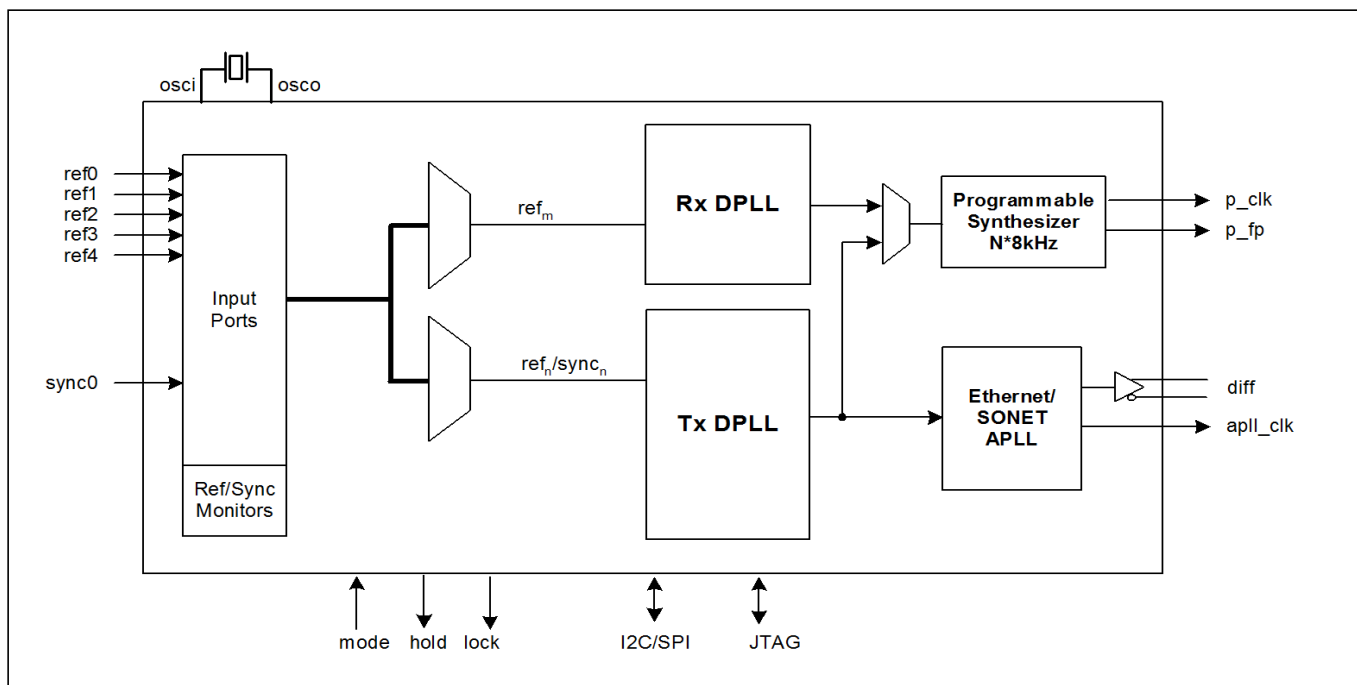 osci
osco
ref0
ref1
ref2
ref3
ref4
sync0
Input
Ports
Ref/Sync
Monitors
refm
refn/syncn
Rx DPLL
Tx DPLL
Programmable
Synthesizer
N*8kHz
Ethernet/
SONET
APLL
p_clk
p_fp
diff
apll_clk
mode
hold
lock
I2C/SPI
JTAG